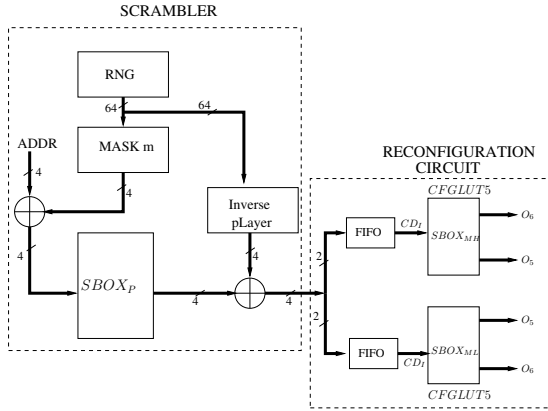 SCRAMBLER
RNG
64
64
ADDR
MASK m
4
4
RECONFIGURATION
CIRCUIT
Inverse
pLayer
CFGLUT5
FIFO
CD_I
SBOX_MH
O_6
O_5
4
4
2
SBOX_P
4
4
2
FIFO
CD_I
SBOX_ML
O_5
O_6
CFGLUT5